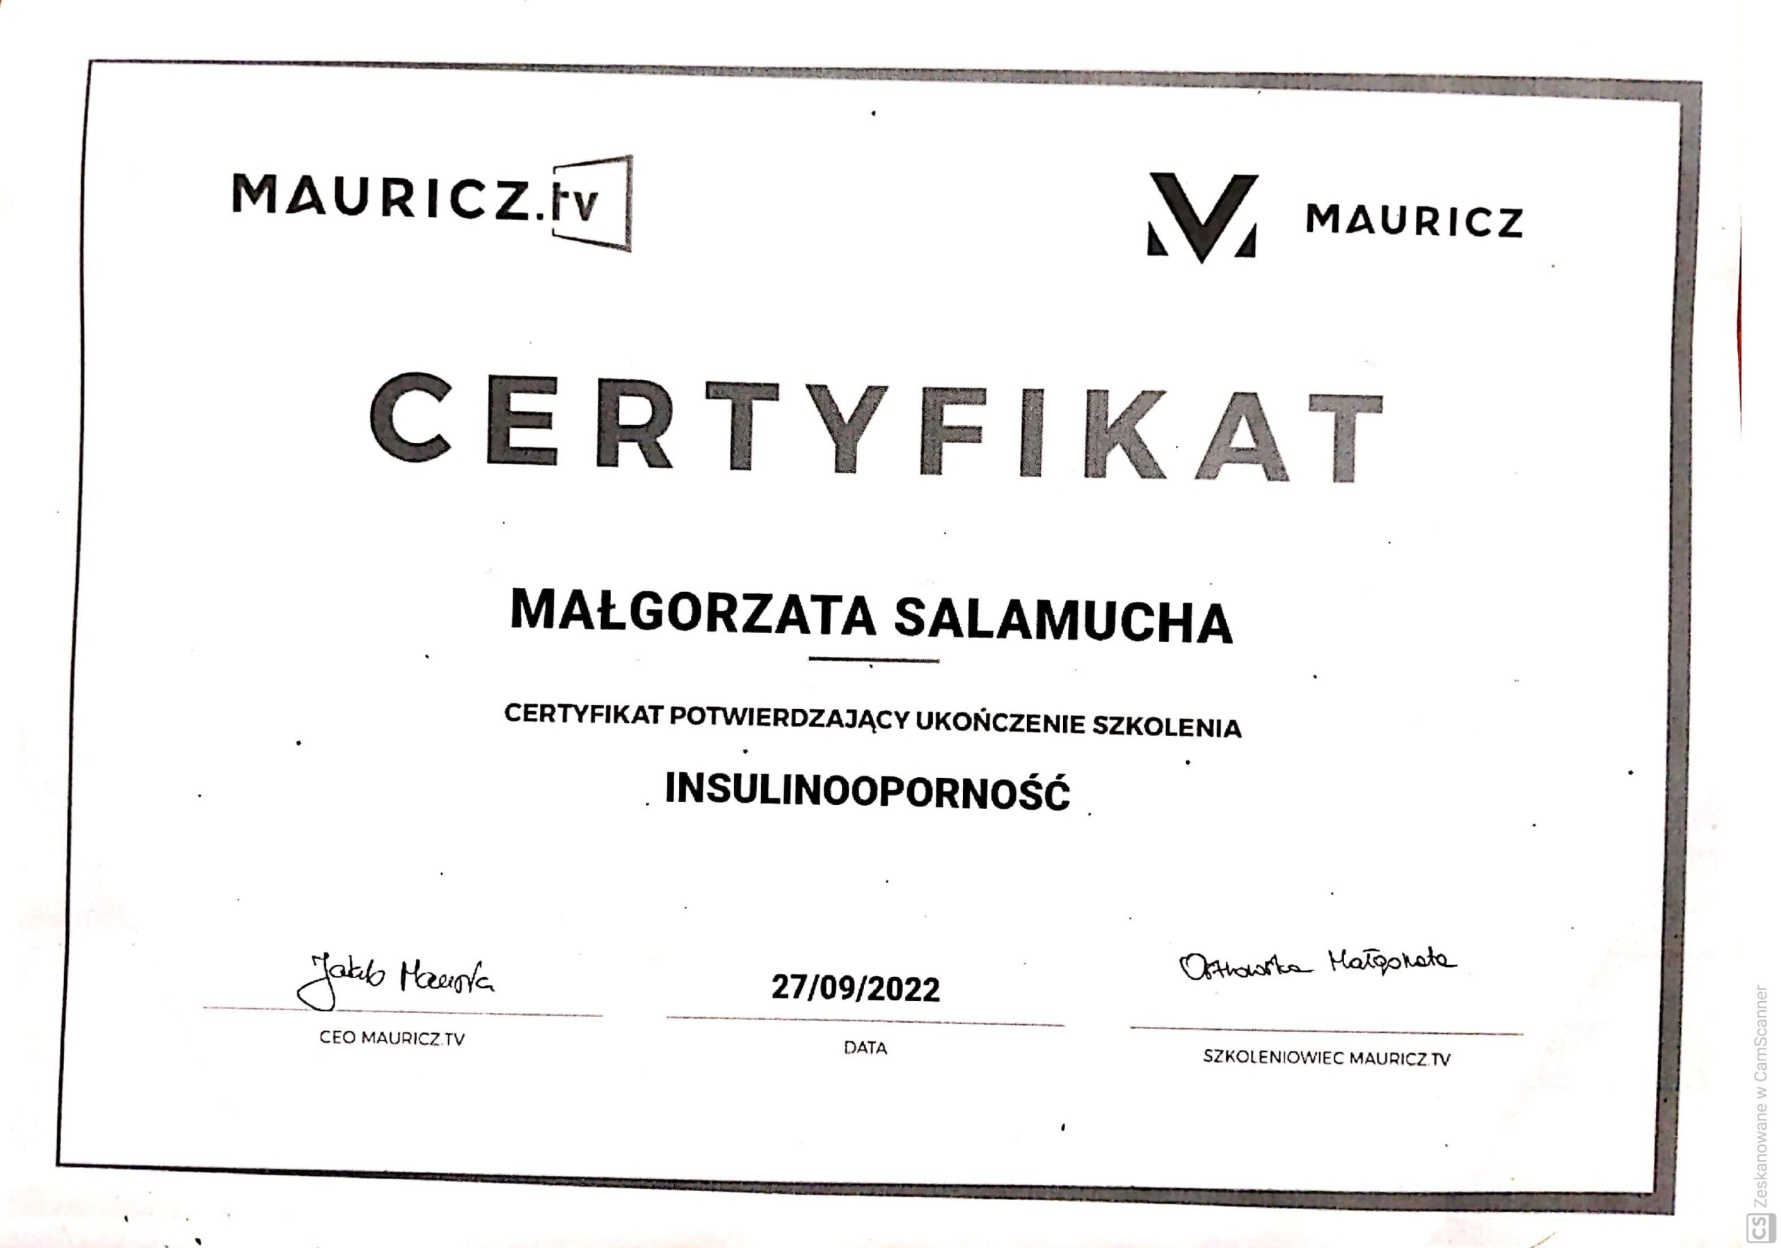 MAURICZ.tv
MAURICZ
CERTYFIKAT
MAŁGORZATA SALAMUCHA
CERTYFIKAT POTWIERDZAJĄCY UKOŃCZENIE SZKOLENIA
INSULINOOPORNOŚĆ
Jakub
CEO MAURICZ.TV
27/09/2022
DATA
Ostrowska Małgorzata
SZKOLENIOWIEC MAURICZ.TV
CS Zeskanowane w CamScanner